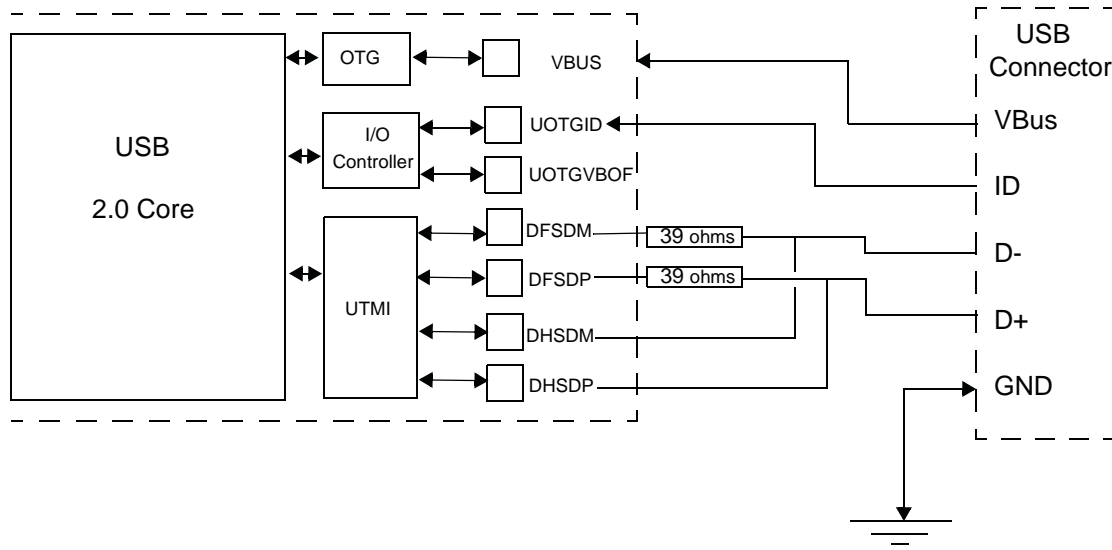 USB
2.0 Core
OTG
I/O
Controller
UTMI
VBUS
UOTGID
UOTGVBOF
DFSDM
DFSDP
DHSDM
DHSDP
39 ohms
39 ohms
USB
Connector
VBus
ID
D-
D+
GND